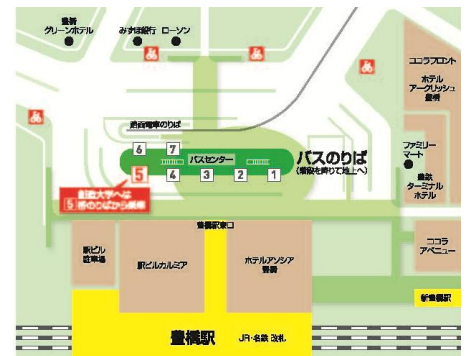 豊橋
グリーンホテル
みずほ銀行
ローソン
ココラフロント
ホテル
アークリッシュ
豊橋
路面電車のりば
6
7
バスセンター
5
4
3
2
1
バスのりば
(階段を降りて地上へ)
ファミリー
マート
豊鉄
ターミナル
ホテル
創造大学へは
5番のりばから乗車
豊橋駅東口
駅ビル
駐車場
駅ビルカルミア
ホテルアソシア
豊橋
ココラ
アベニュー
新豊橋駅
豊橋駅
JR・名鉄 改札